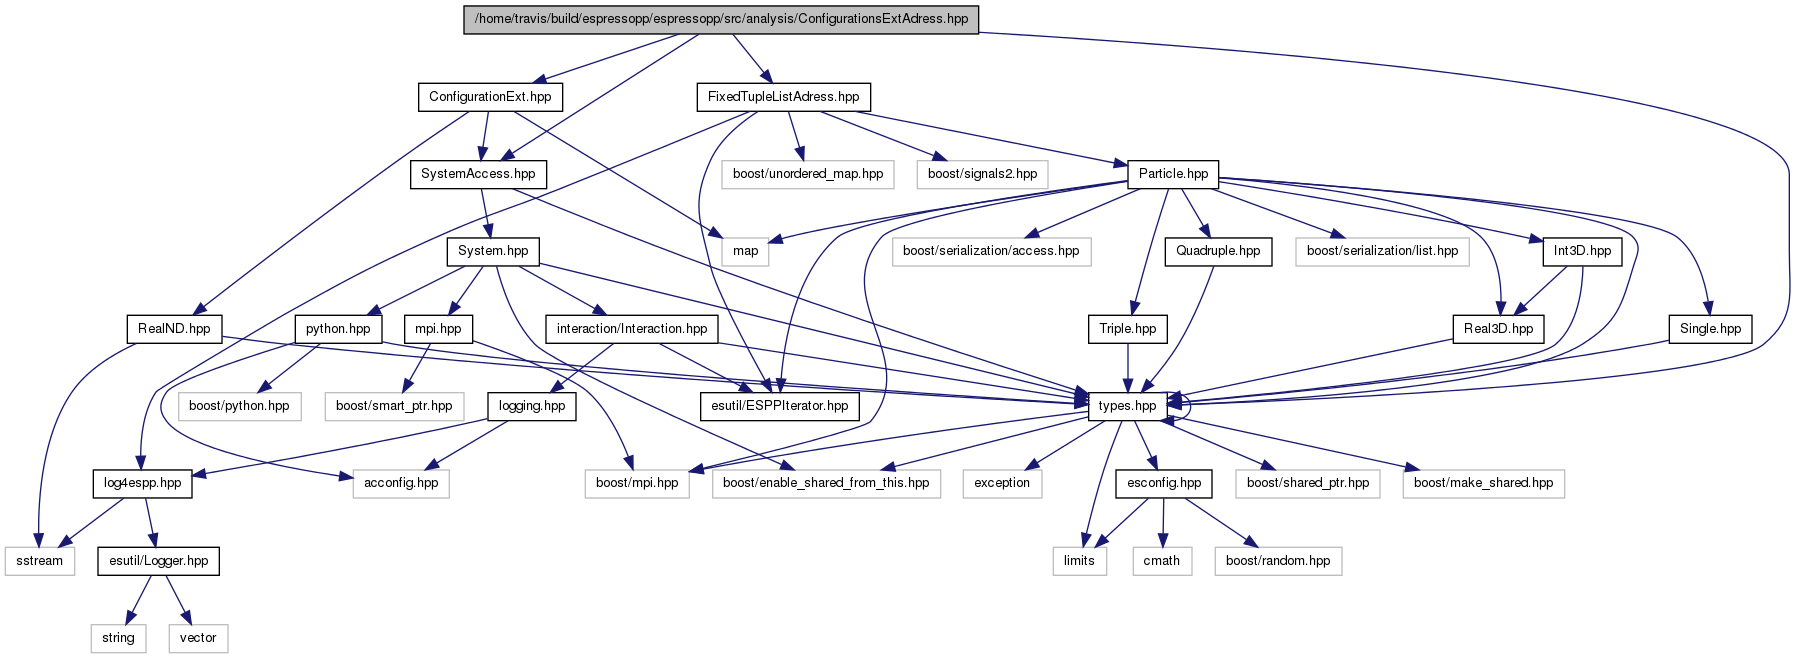 /home/travis/build/espressopp/espressopp/src/analysis/ConfigurationsExtAdress.hpp
ConfigurationExt.hpp
FixedTupleListAdress.hpp
SystemAccess.hpp
boost/unordered_map.hpp
boost/signals2.hpp
Particle.hpp
System.hpp
map
boost/serialization/access.hpp
Quadruple.hpp
boost/serialization/list.hpp
Int3D.hpp
RealND.hpp
python.hpp
mpi.hpp
interaction/Interaction.hpp
Triple.hpp
Real3D.hpp
Single.hpp
boost/python.hpp
boost/smart_ptr.hpp
logging.hpp
esutil/ESPPIterator.hpp
types.hpp
log4espp.hpp
acconfig.hpp
boost/mpi.hpp
boost/enable_shared_from_this.hpp
exception
esconfig.hpp
boost/shared_ptr.hpp
boost/make_shared.hpp
sstream
esutil/Logger.hpp
limits
cmath
boost/random.hpp
string
vector